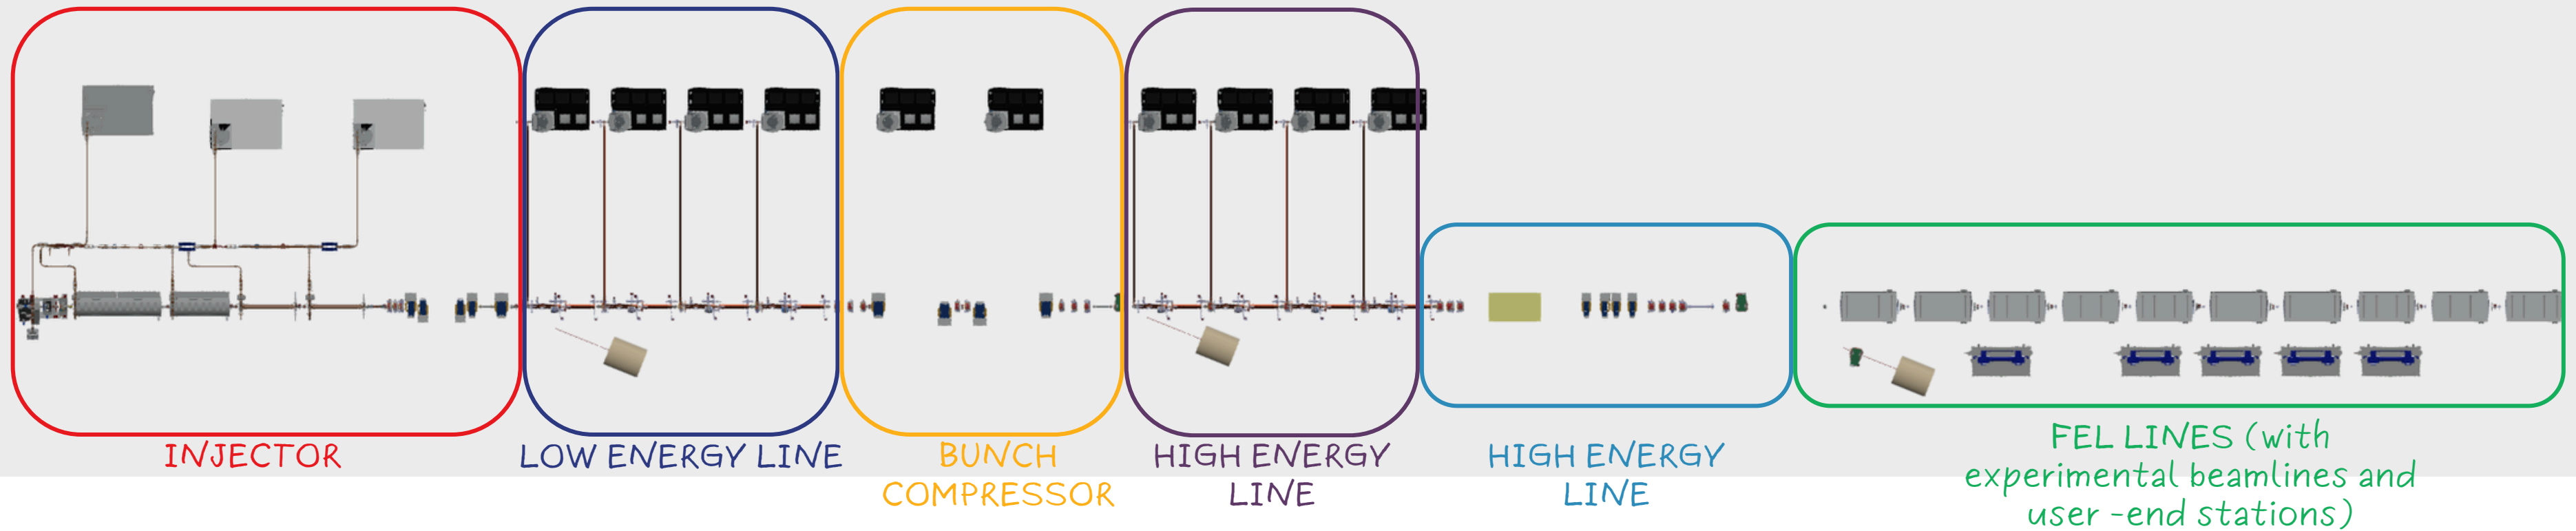 INJECTOR
LOW ENERGY LINE
BUNCH
COMPRESSOR
HIGH ENERGY
LINE
HIGH ENERGY
LINE
FEL LINES (with
experimental beamlines and
user -end stations)